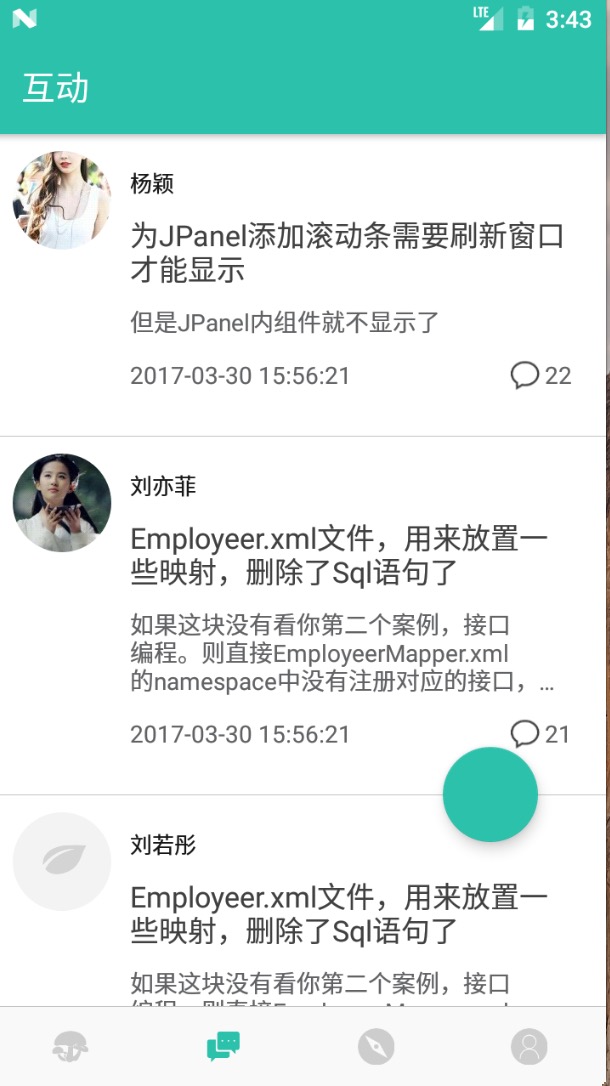 LTE 3:43
互动
杨颖
为JPanel添加滚动条需要刷新窗口
才能显示
但是JPanel内组件就不显示了
2017-03-30 15:56:21 22
刘亦菲
Employeer.xml文件，用来放置一
些映射，删除了Sql语句了
如果这块没有看你第二个案例，接口
编程。则直接EmployeerMapper.xml
的namespace中没有注册对应的接口，...
2017-03-30 15:56:21 21
刘若彤
Employeer.xml文件，用来放置一
些映射，删除了Sql语句了
如果这块没有看你第二个案例，接口